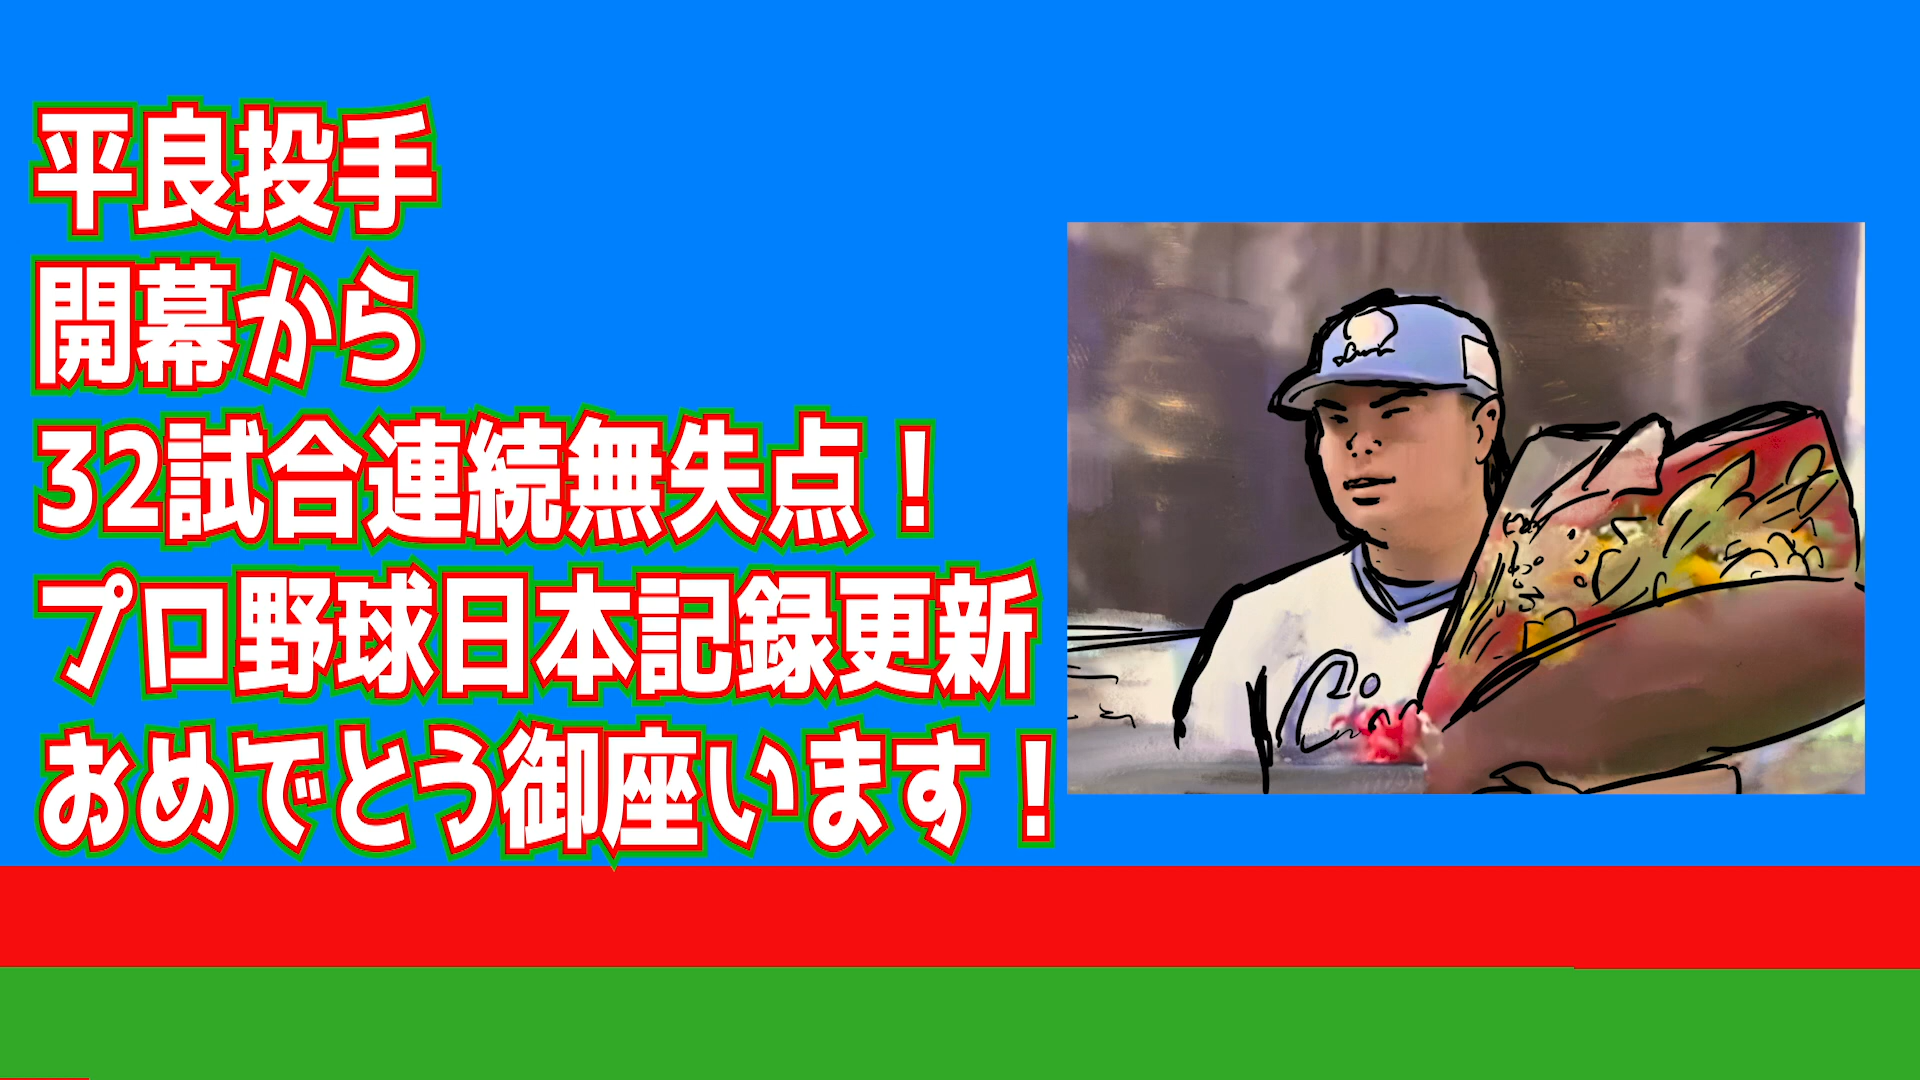 平良投手
開幕から
32試合連続無失点！
プロ野球日本記録更新
おめでとう御座います！